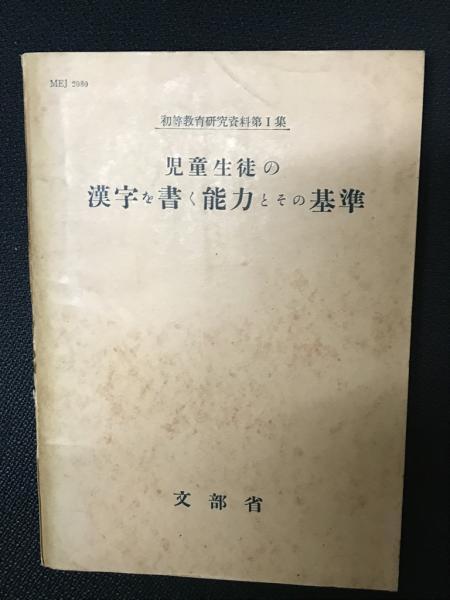 MEJ 2080
初等教育研究資料第Ⅰ集
児童生徒の
漢字を書く能力とその基準
文部省